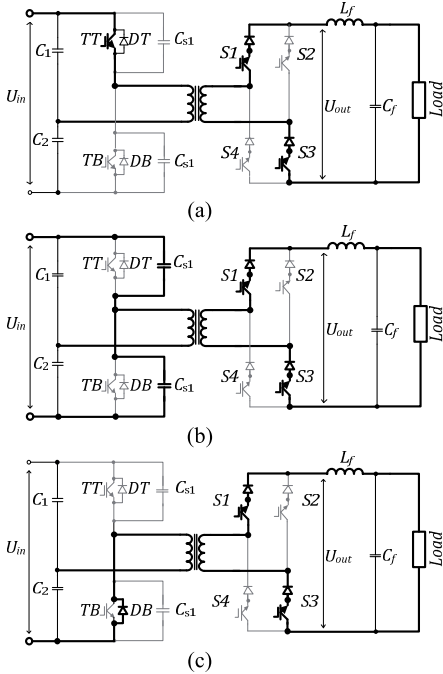 C1 TT DT Cs1 S1 S2 Lf
Uin Uout Cf Load
C2 TB DB Cs1 S4 S3
(a)
C1 TT DT Cs1 S1 S2 Lf
Uin Uout Cf Load
C2 TB DB Cs1 S4 S3
(b)
C1 TT DT Cs1 S1 S2 Lf
Uin Uout Cf Load
C2 TB DB Cs1 S4 S3
(c)